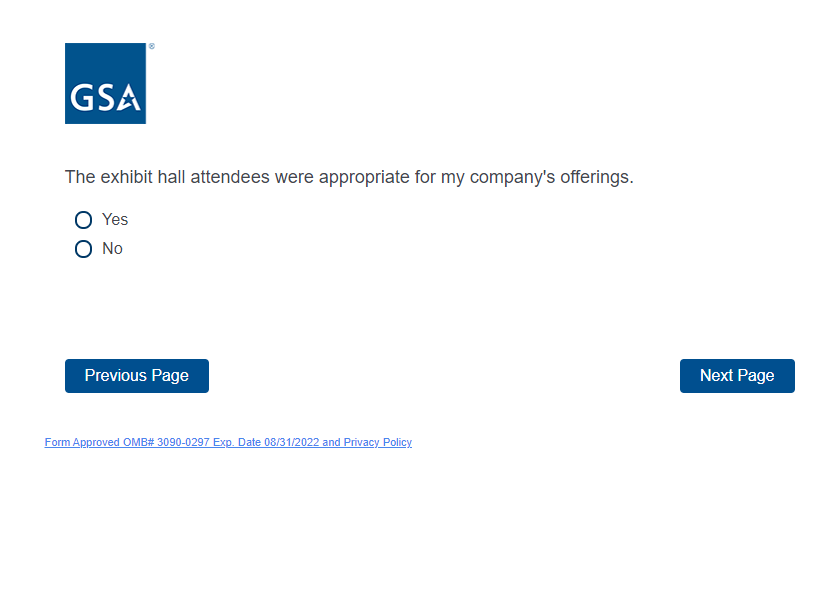 ®
GSA
The exhibit hall attendees were appropriate for my company's offerings.
Yes
No
Previous Page
Next Page
Form Approved OMB# 3090-0297 Exp. Date 08/31/2022 and Privacy Policy